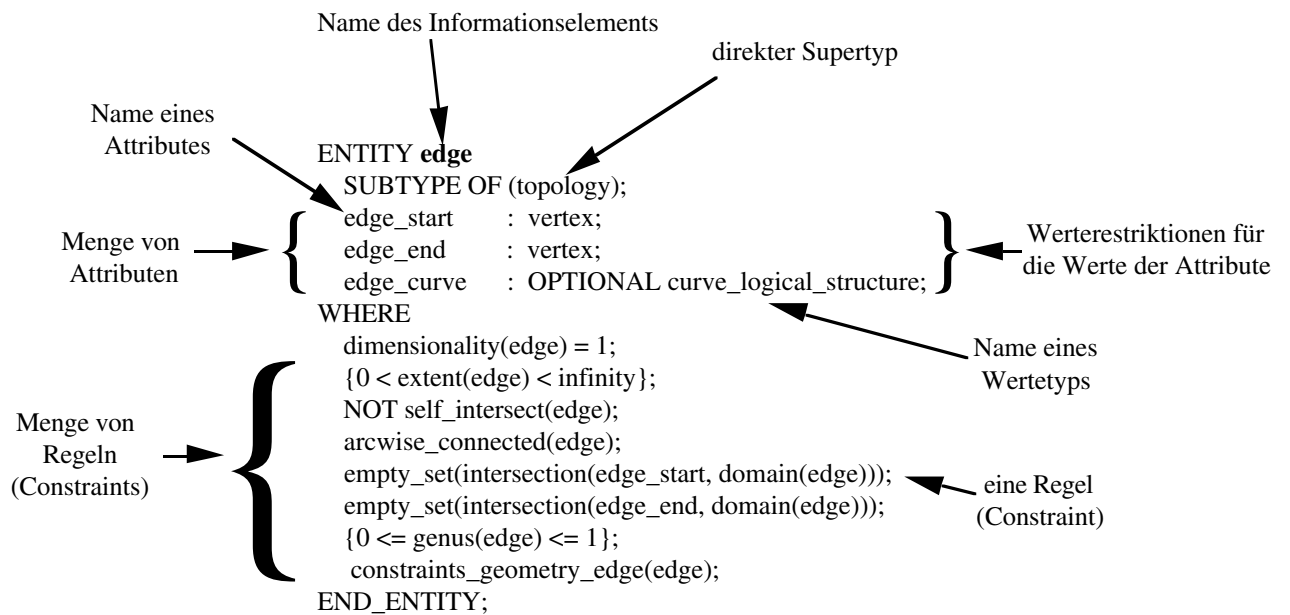 Name des Informationselements
direkter Supertyp
Name eines
Attributes
ENTITY edge
SUBTYPE OF (topology);
edge_start : vertex;
edge_end : vertex;
edge_curve : OPTIONAL curve_logical_structure;
Menge von
Attributen
Werterestriktionen für
die Werte der Attribute
WHERE
dimensionality(edge) = 1;
{0 < extent(edge) < infinity};
NOT self_intersect(edge);
arcwise_connected(edge);
empty_set(intersection(edge_start, domain(edge)));
empty_set(intersection(edge_end, domain(edge)));
{0 <= genus(edge) <= 1};
constraints_geometry_edge(edge);
END_ENTITY;
Name eines
Wertetyps
Menge von
Regeln
(Constraints)
eine Regel
(Constraint)